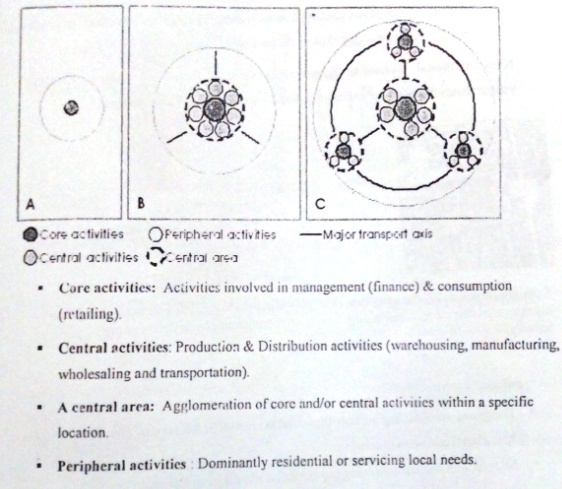 A
B
C
Core activities Peripheral activities Major transport axis
Central activities Central area
▪ Core activities: Activities involved in management (finance) & consumption
(retailing).
▪ Central activities: Production & Distribution activities (warehousing, manufacturing,
wholesaling and transportation).
▪ A central area: Agglomeration of core and/or central activities within a specific
location.
▪ Peripheral activities : Dominantly residential or servicing local needs.